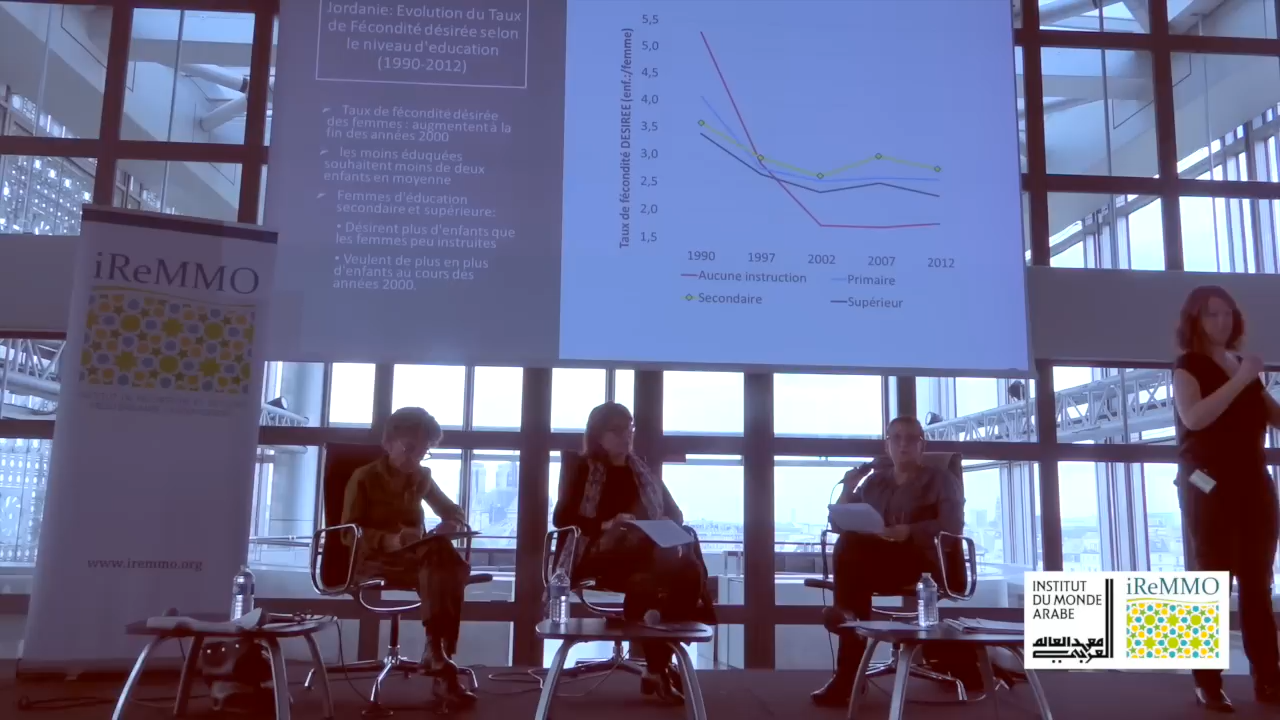 Jordanie: Evolution du Taux
de Fécondité désirée selon
le niveau d'education
(1990-2012)
Taux de fécondité désirée
des femmes : augmentent à la
fin des années 2000
les moins éduquées
souhaitent moins de deux
enfants en moyenne
Femmes d'éducation
secondaire et supérieure:
• Désirent plus d'enfants que
les femmes peu instruites
• Veulent de plus en plus
d'enfants au cours des
années 2000.
Taux de fécondité DESIREE (enf.:/femme)
5,5
5,0
4,5
4,0
3,5
3,0
2,5
2,0
1,5
1990 1997 2002 2007 2012
Aucune instruction Primaire
Secondaire Supérieur
iReMMO
www.iremmo.org
INSTITUT
DU MONDE
ARABE
معهد العالم
العربي
iReMMO